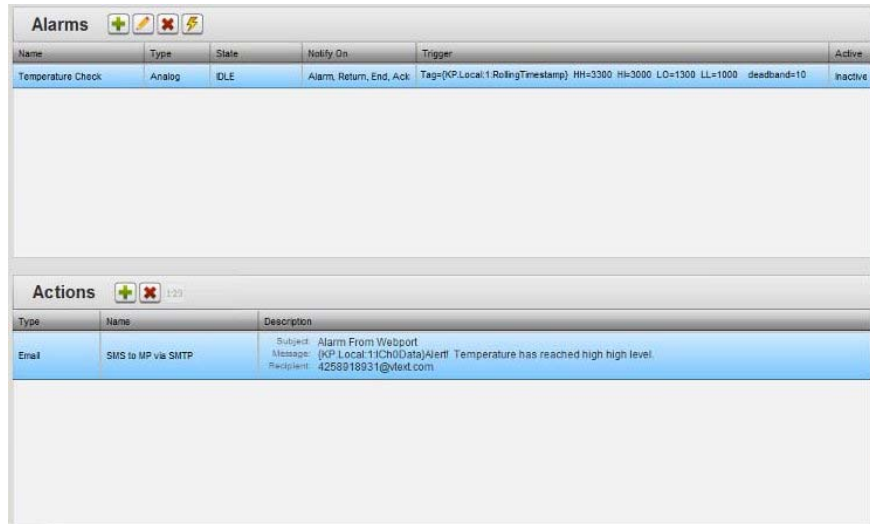 Alarms
Name Type State Notify On Trigger Active
Temperature Check Analog IDLE Alarm, Return, End, Ack Tag={KP.Local:1:RollingTimestamp} HH=3300 HI=3000 LO=1300 LL=1000 deadband=10 Inactive
Actions 123
Type Name Description
Subject: Alarm From Webport
Email SMS to MP via SMTP Message: {KP.Local:1:ICh0Data}Alert! Temperature has reached high high level.
Recipient: 4258918931@vtext.com